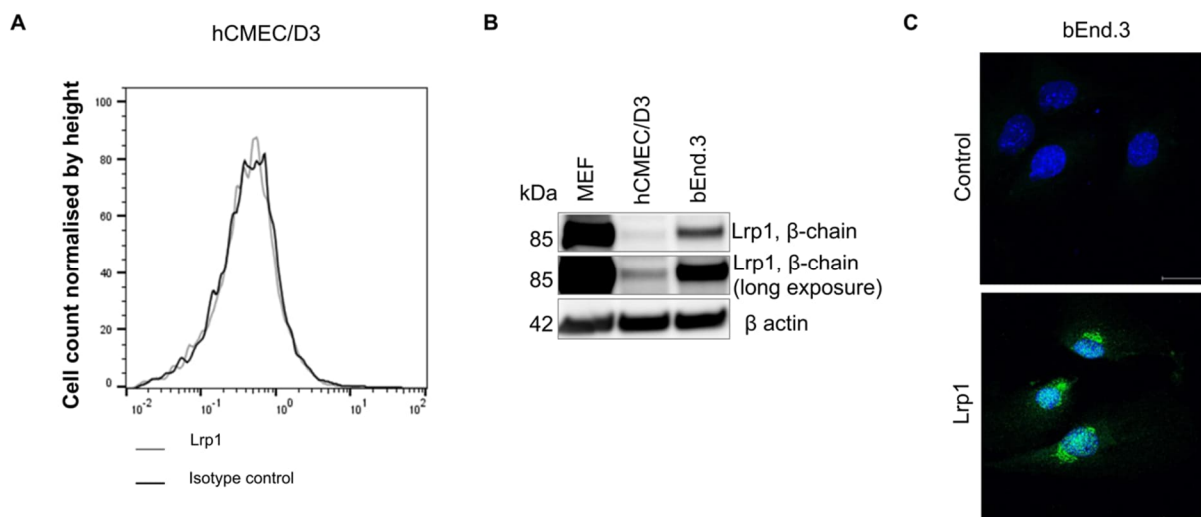 A
hCMEC/D3
Cell count normalised by height
100
80
60
40
20
0
10-2
10-1
100
101
102
Lrp1
Isotype control
B
kDa
MEF
hCMEC/D3
bEnd.3
85
Lrp1, β-chain
85
Lrp1, β-chain
(long exposure)
42
β actin
C
bEnd.3
Control
Lrp1